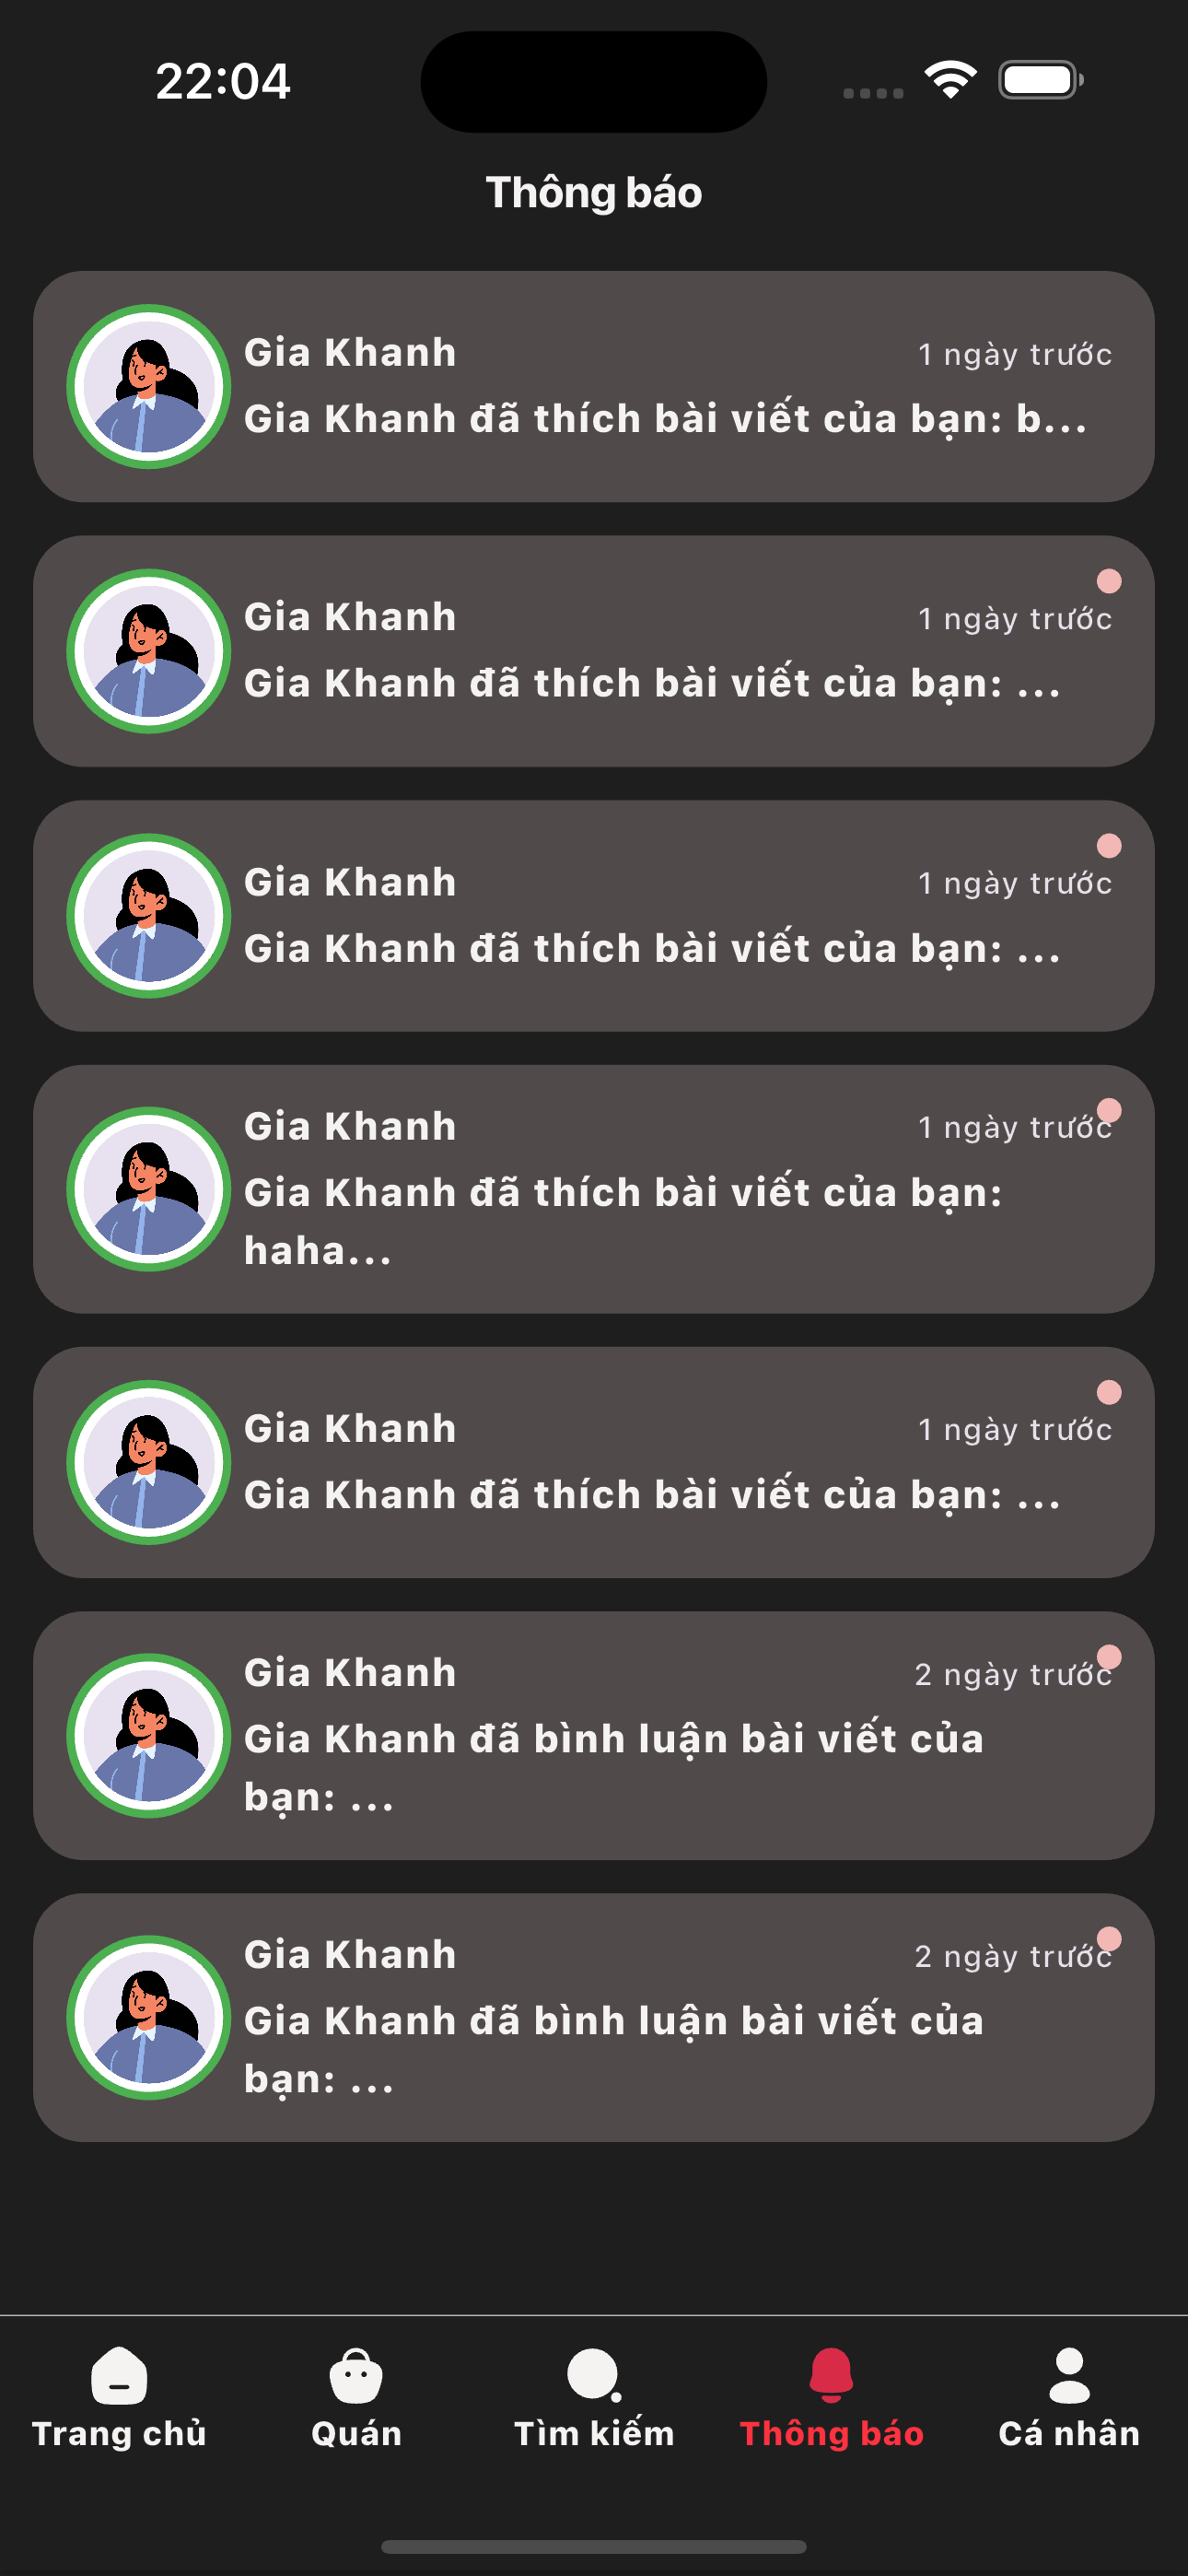 22:04
Thông báo
Gia Khanh
1 ngày trước
Gia Khanh đã thích bài viết của bạn: b...
Gia Khanh
1 ngày trước
Gia Khanh đã thích bài viết của bạn: ...
Gia Khanh
1 ngày trước
Gia Khanh đã thích bài viết của bạn: ...
Gia Khanh
1 ngày trước
Gia Khanh đã thích bài viết của bạn:
haha...
Gia Khanh
1 ngày trước
Gia Khanh đã thích bài viết của bạn: ...
Gia Khanh
2 ngày trước
Gia Khanh đã bình luận bài viết của
bạn: ...
Gia Khanh
2 ngày trước
Gia Khanh đã bình luận bài viết của
bạn: ...
Trang chủ
Quán
Tìm kiếm
Thông báo
Cá nhân